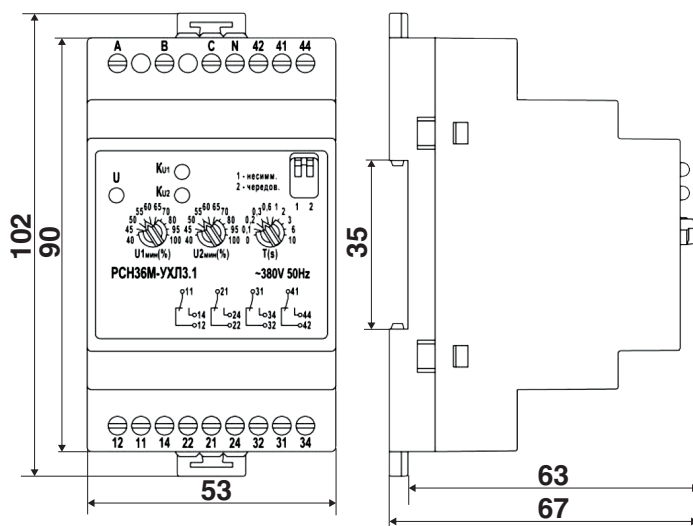 A B C N 42 41 44
U
КU1
КU2
1 - несимм.
2 - чередов.
1 2
40 45 50 55 60 65 70 80 90 95 100
U1мин(%)
40 45 50 55 60 65 70 80 90 95 100
U2мин(%)
0 0,1 0,2 0,3 0,6 1 2 3 6 10
T(s)
РСН36М-УХЛ3.1 ~380V 50Hz
11 21 31 41
14 24 34 44
12 22 32 42
12 11 14 22 21 24 32 31 34
102
90
53
35
63
67